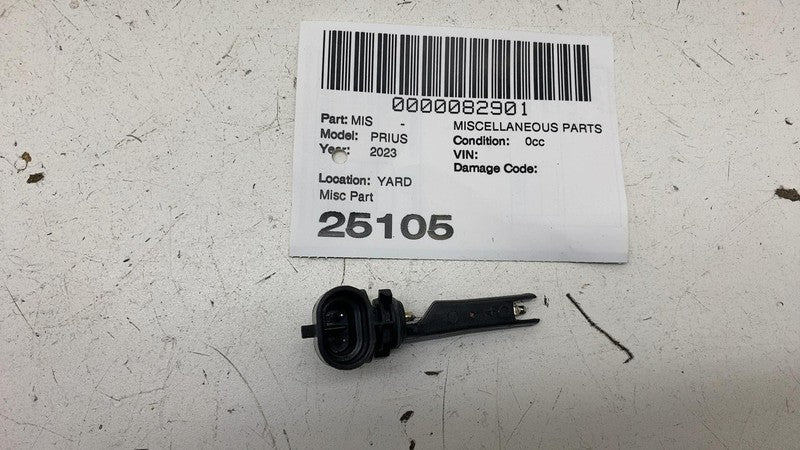 0000082901
Part: MIS - MISCELLANEOUS PARTS
Model: PRIUS Condition: 0cc
Year: 2023 VIN:
Damage Code:
Location: YARD
Misc Part
25105